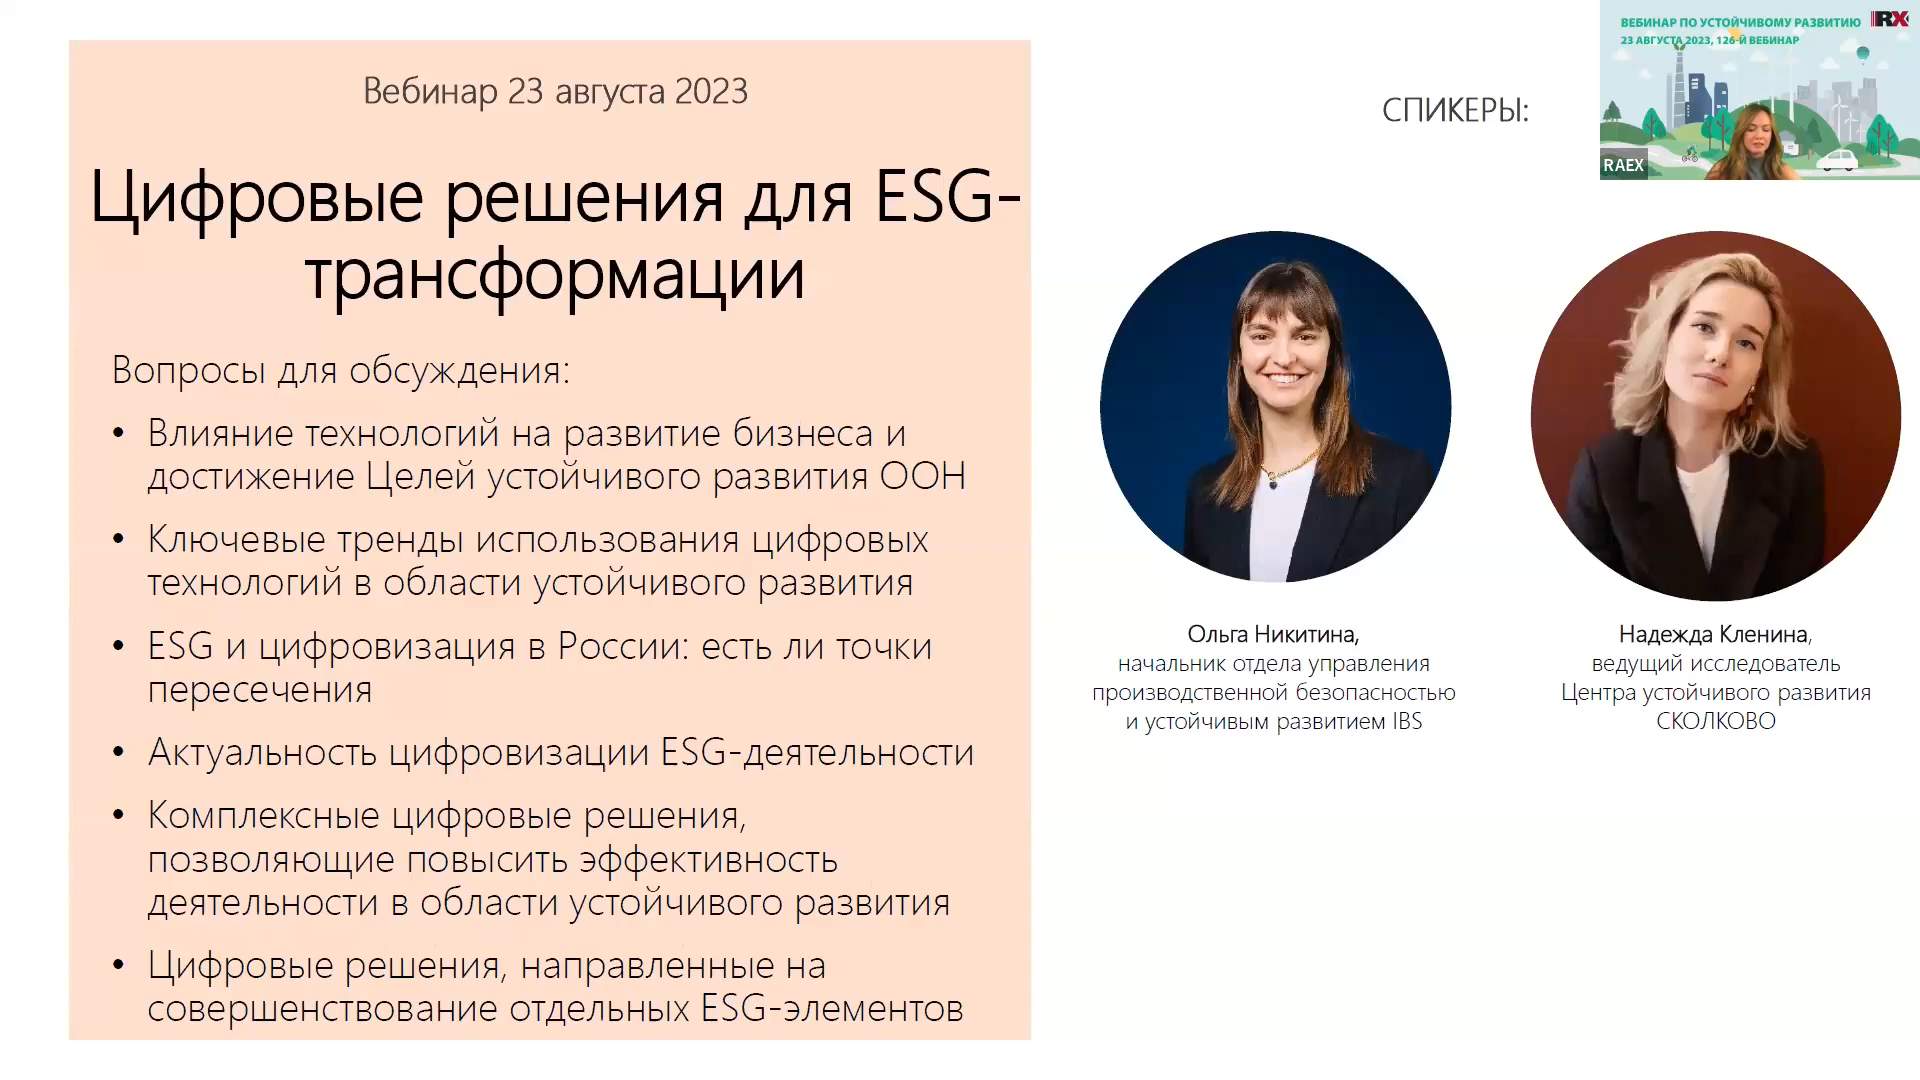 Вебинар 23 августа 2023
Цифровые решения для ESG-
трансформации
Вопросы для обсуждения:
• Влияние технологий на развитие бизнеса и
достижение Целей устойчивого развития ООН
• Ключевые тренды использования цифровых
технологий в области устойчивого развития
• ESG и цифровизация в России: есть ли точки
пересечения
• Актуальность цифровизации ESG-деятельности
• Комплексные цифровые решения,
позволяющие повысить эффективность
деятельности в области устойчивого развития
• Цифровые решения, направленные на
совершенствование отдельных ESG-элементов
СПИКЕРЫ:
ВЕБИНАР ПО УСТОЙЧИВОМУ РАЗВИТИЮ
RX
23 АВГУСТА 2023, 126-Й ВЕБИНАР
RAEX
Ольга Никитина,
начальник отдела управления
производственной безопасностью
и устойчивым развитием IBS
Надежда Кленина,
ведущий исследователь
Центра устойчивого развития
СКОЛКОВО